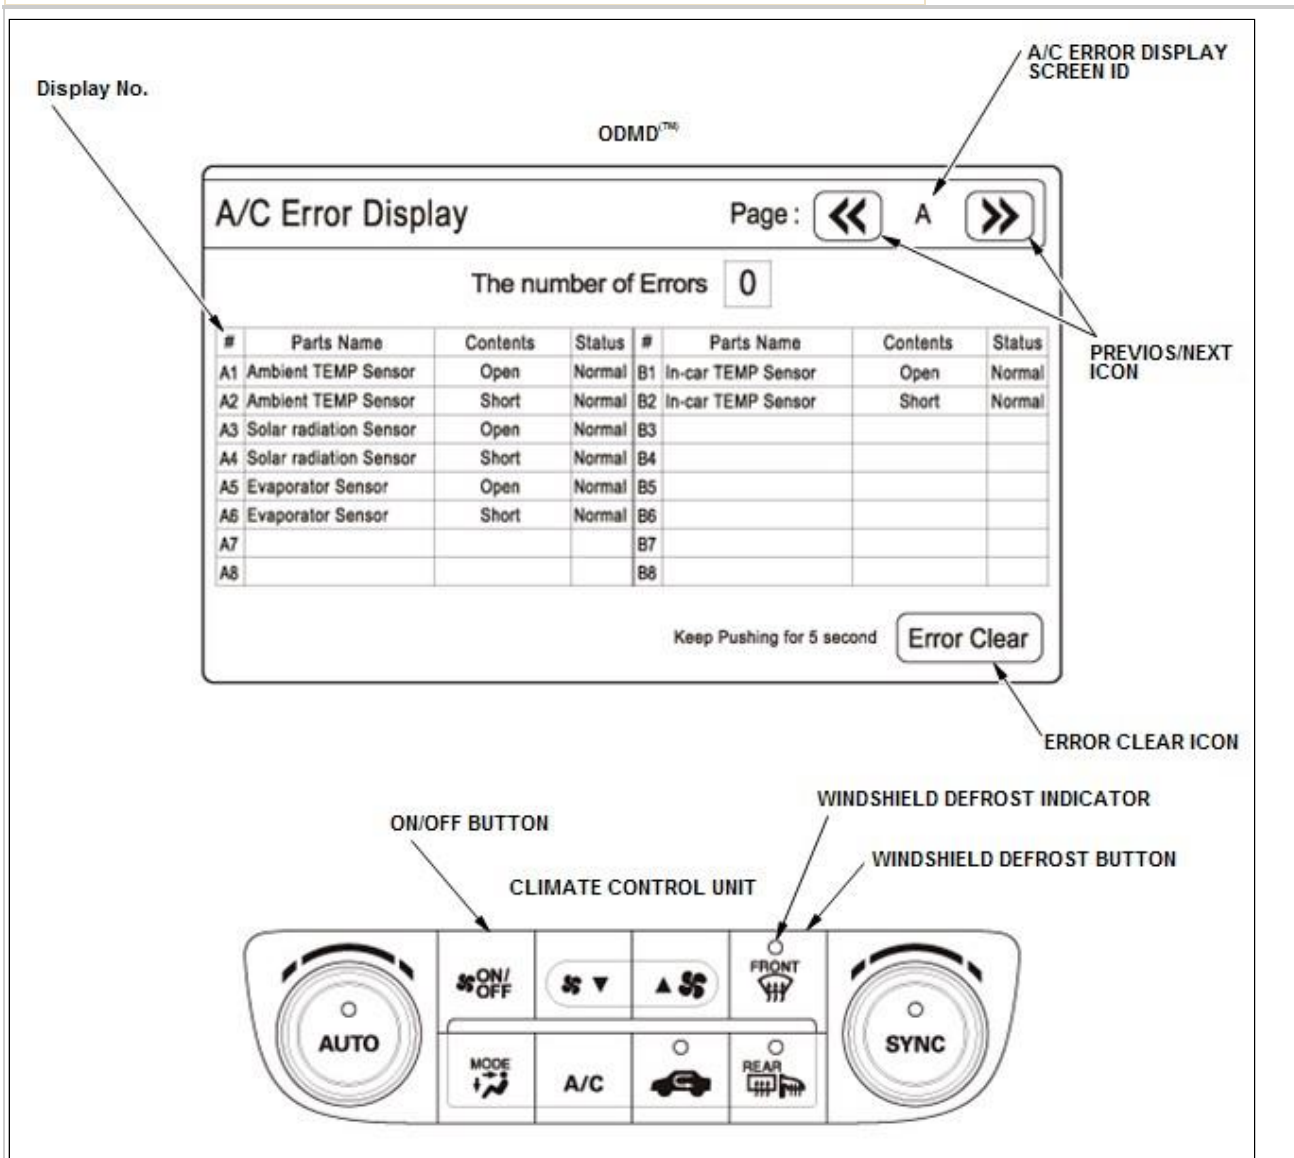 A/C ERROR DISPLAY
SCREEN ID
Display No.
ODMD(TM)
A/C Error Display Page : A
The number of Errors 0
# Parts Name Contents Status # Parts Name Contents Status
A1 Ambient TEMP Sensor Open Normal B1 In-car TEMP Sensor Open Normal
A2 Ambient TEMP Sensor Short Normal B2 In-car TEMP Sensor Short Normal
A3 Solar radiation Sensor Open Normal B3
A4 Solar radiation Sensor Short Normal B4
A5 Evaporator Sensor Open Normal B5
A6 Evaporator Sensor Short Normal B6
A7 B7
A8 B8
PREVIOS/NEXT
ICON
Keep Pushing for 5 second Error Clear
ERROR CLEAR ICON
WINDSHIELD DEFROST INDICATOR
ON/OFF BUTTON
WINDSHIELD DEFROST BUTTON
CLIMATE CONTROL UNIT
ON/
OFF
FRONT
AUTO
SYNC
MODE
A/C
REAR